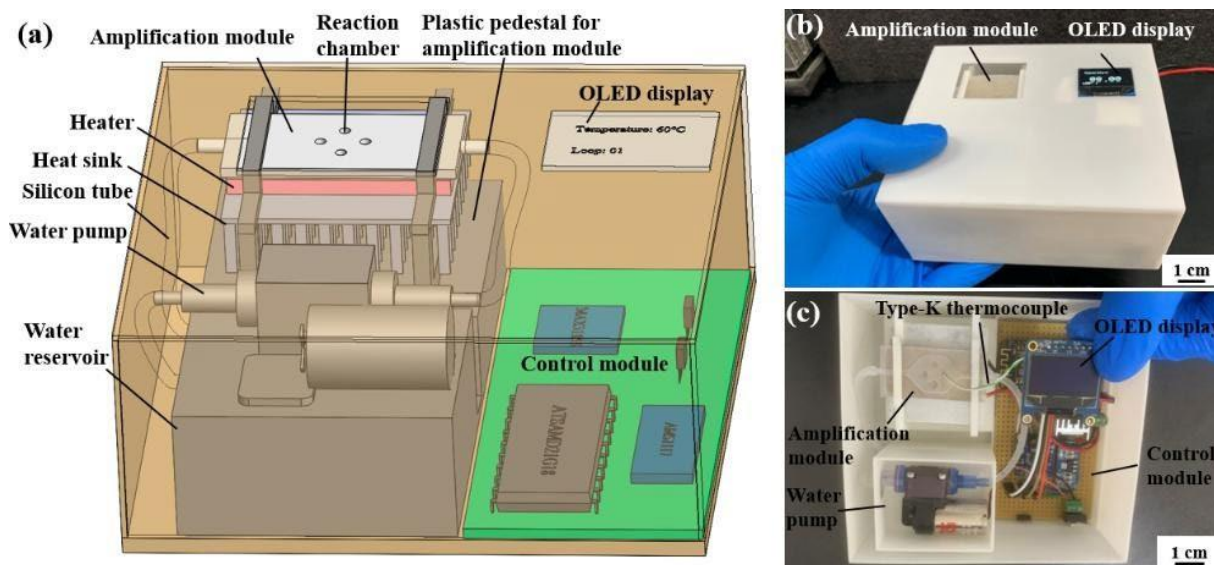 (a)
Amplification module
Reaction
chamber
Plastic pedestal for
amplification module
Heater
Heat sink
Silicon tube
Water pump
Water
reservoir
OLED display
Temperature: 60°C
Loop: 01
Control module
ATSAMD21G18
(b)
Amplification module
OLED display
1 cm
(c)
Type-K thermocouple
OLED display
Amplification
module
Water
pump
Control
module
1 cm